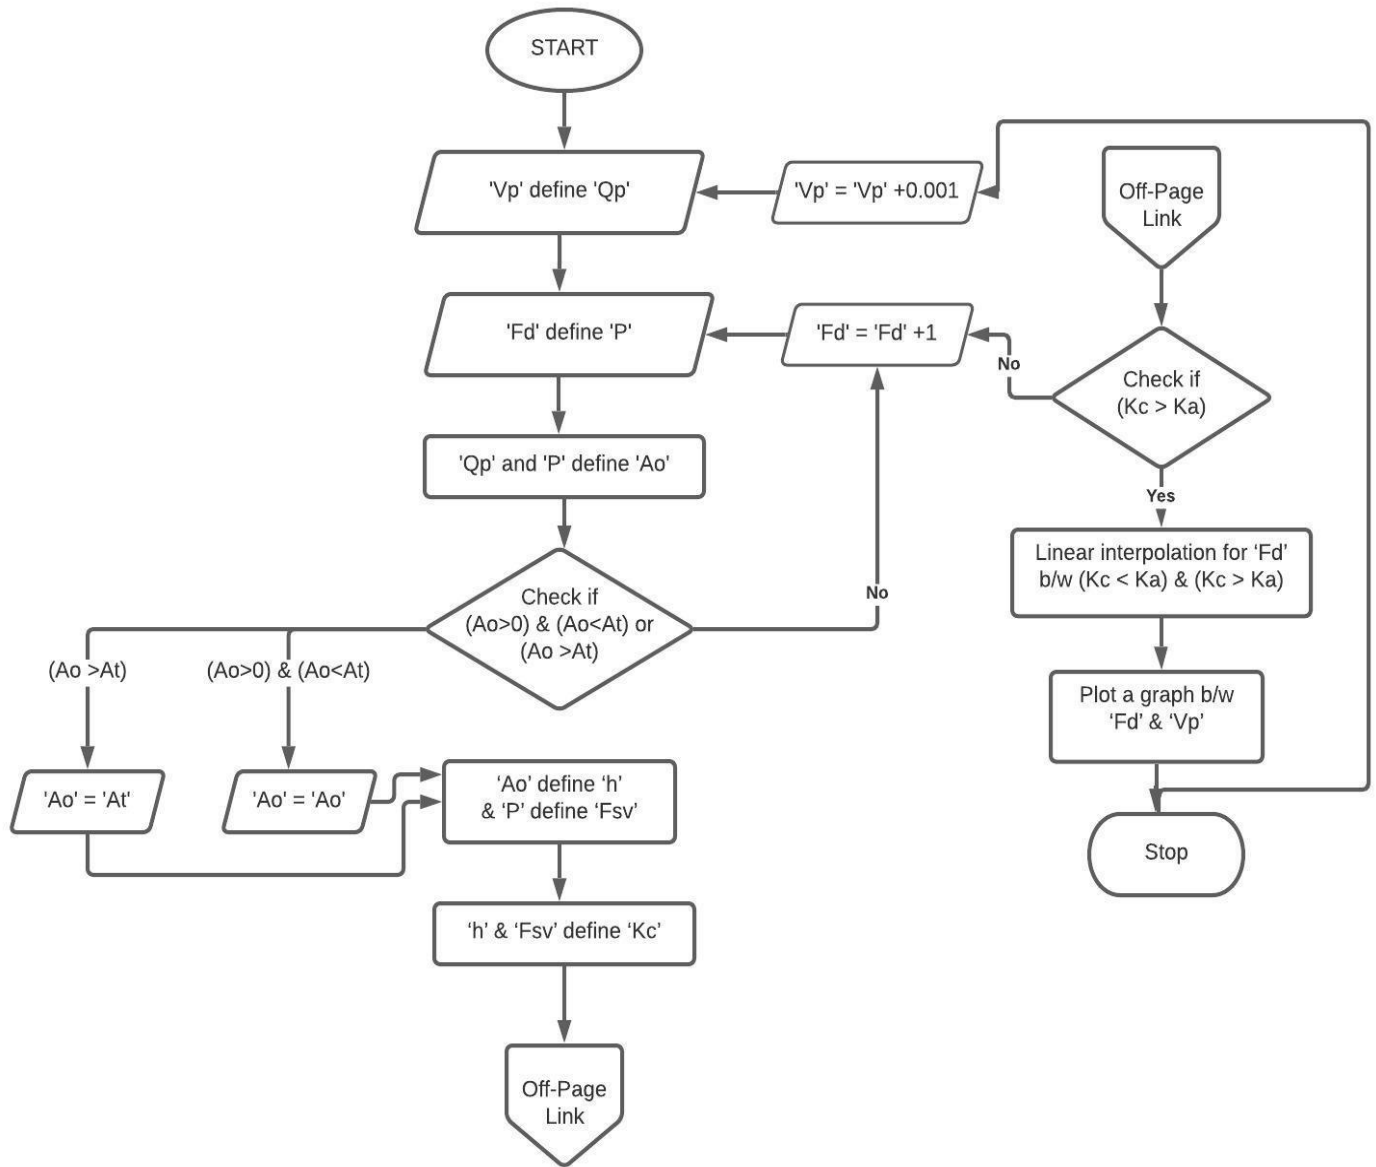 START
'Vp' define 'Qp'
'Vp' = 'Vp' +0.001
Off-Page
Link
'Fd' define 'P'
'Fd' = 'Fd' +1
No
Check if
(Kc > Ka)
'Qp' and 'P' define 'Ao'
Yes
Linear interpolation for ‘Fd’
b/w (Kc < Ka) & (Kc > Ka)
Check if
(Ao>0) & (Ao<At) or
(Ao >At)
No
(Ao >At)
(Ao>0) & (Ao<At)
Plot a graph b/w
‘Fd’ & ‘Vp’
'Ao' = 'At'
'Ao' = 'Ao'
‘Ao’ define ‘h’
& ‘P’ define ‘Fsv’
Stop
‘h’ & ‘Fsv’ define ‘Kc’
Off-Page
Link